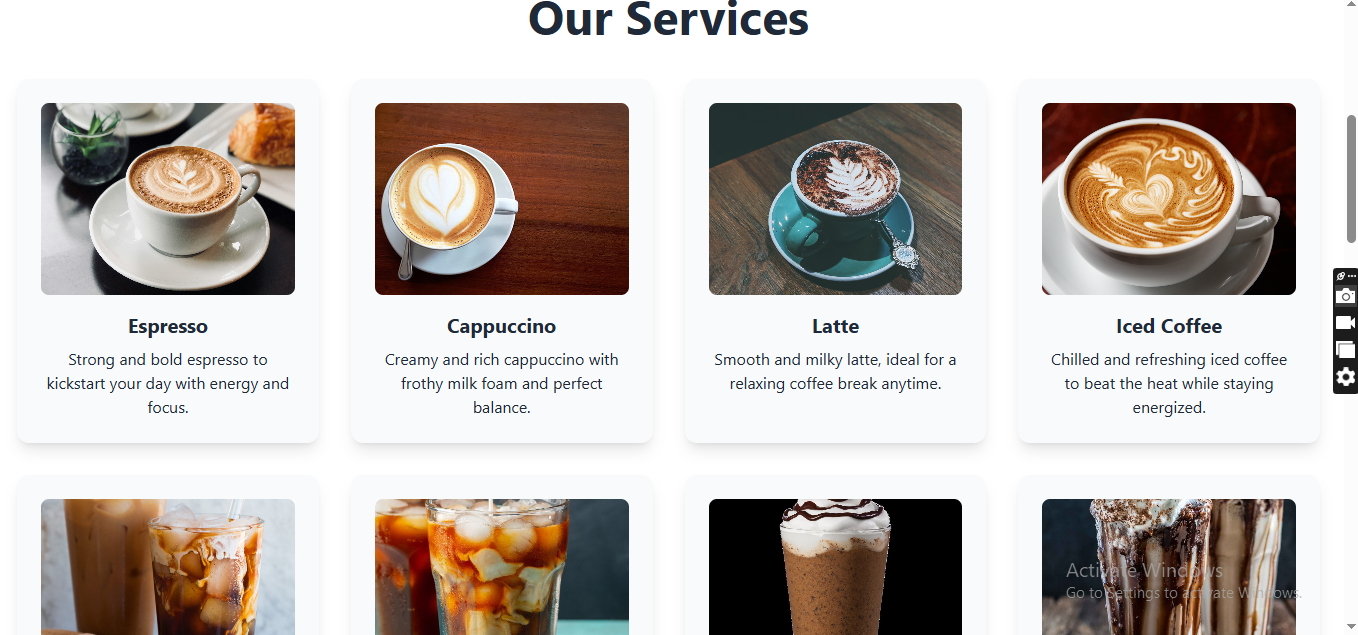 Our Services
Espresso
Strong and bold espresso to
kickstart your day with energy and
focus.
Cappuccino
Creamy and rich cappuccino with
frothy milk foam and perfect
balance.
Latte
Smooth and milky latte, ideal for a
relaxing coffee break anytime.
Iced Coffee
Chilled and refreshing iced coffee
to beat the heat while staying
energized.
Activate Windows
Go to Settings to activate Windows.